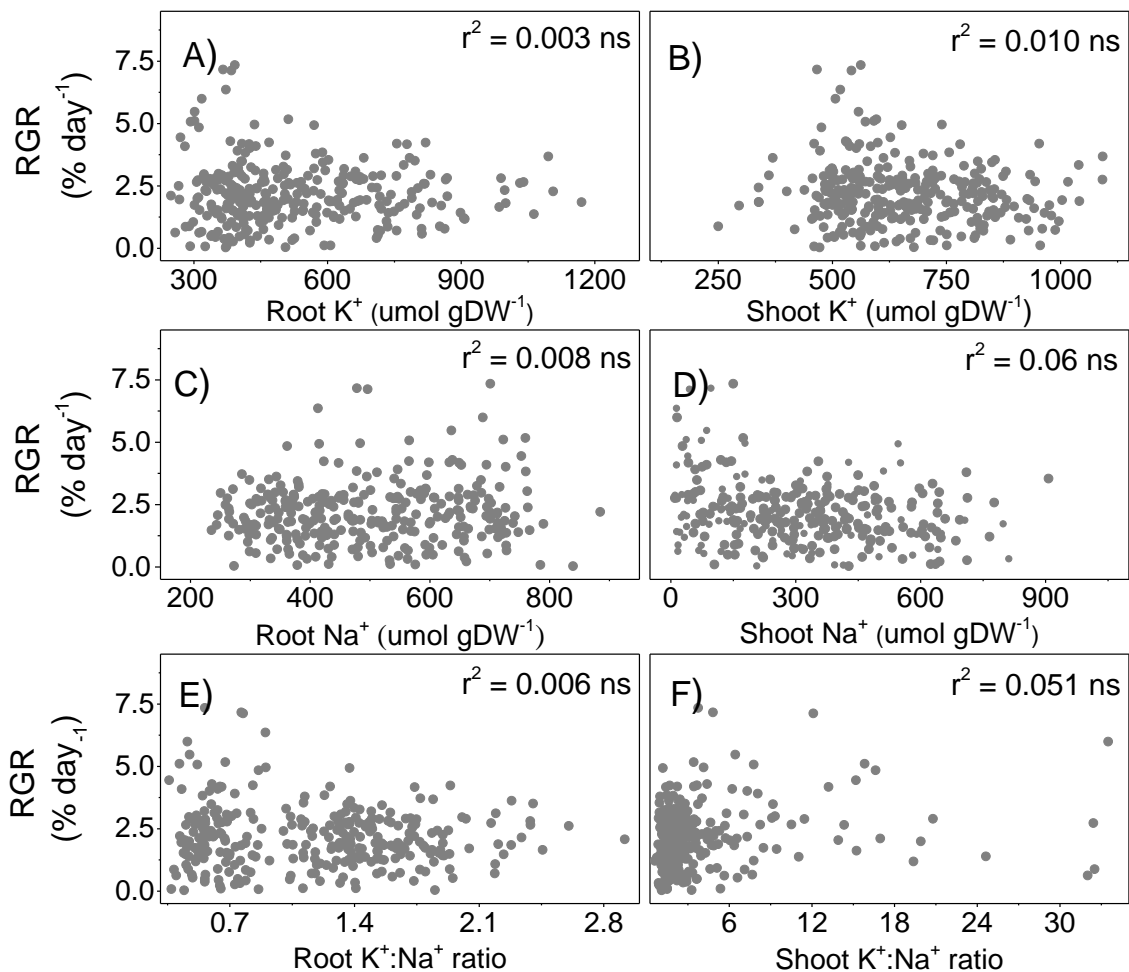 A)
r² = 0.003 ns
B)
r² = 0.010 ns
RGR
(% day⁻¹)
7.5
5.0
2.5
0.0
300 600 900 1200
250 500 750 1000
Root K⁺ (umol gDW⁻¹)
Shoot K⁺ (umol gDW⁻¹)
C)
r² = 0.008 ns
D)
r² = 0.06 ns
RGR
(% day⁻¹)
7.5
5.0
2.5
0.0
200 400 600 800
0 300 600 900
Root Na⁺ (umol gDW⁻¹)
Shoot Na⁺ (umol gDW⁻¹)
E)
r² = 0.006 ns
F)
r² = 0.051 ns
RGR
(% day₋₁)
7.5
5.0
2.5
0.0
0.7 1.4 2.1 2.8
6 12 18 24 30
Root K⁺:Na⁺ ratio
Shoot K⁺:Na⁺ ratio